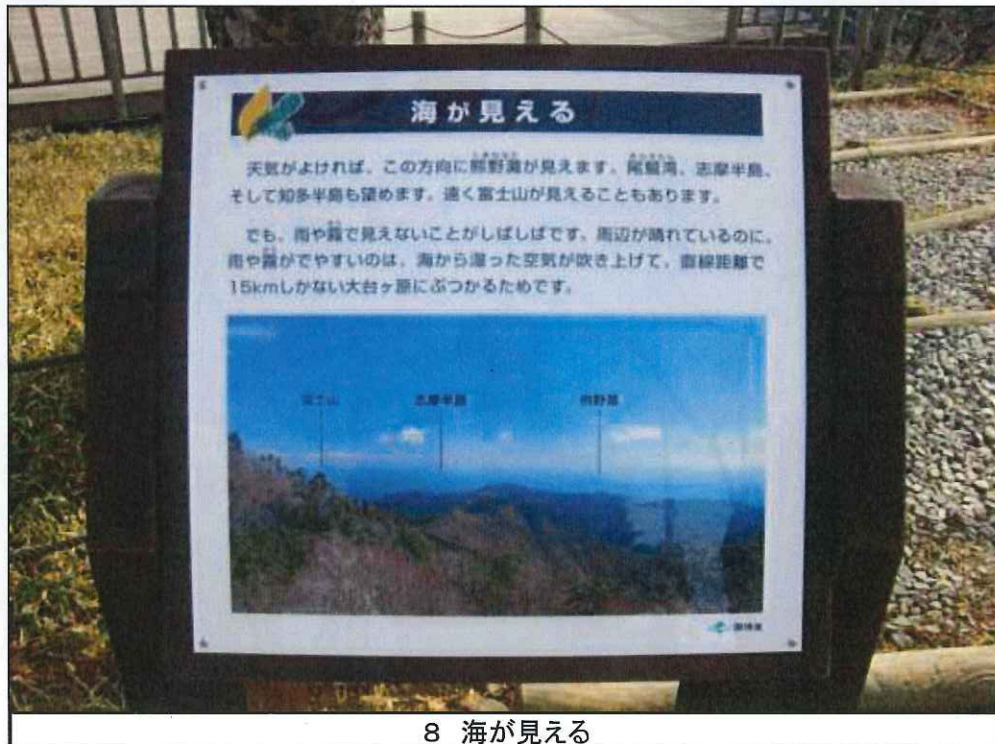 海が見える
天気がよければ、この方向に熊野灘が見えます。尾鷲湾、志摩半島、
そして知多半島も望めます。遠く富士山が見えることもあります。
でも、雨や霧で見えないことがしばしばです。周辺が晴れているのに、
雨や霧がでやすいのは、海から湿った空気が吹き上げて、直線距離で
15kmしかない大台ヶ原にぶつかるためです。
富士山 志摩半島 熊野灘
環境省
8 海が見える